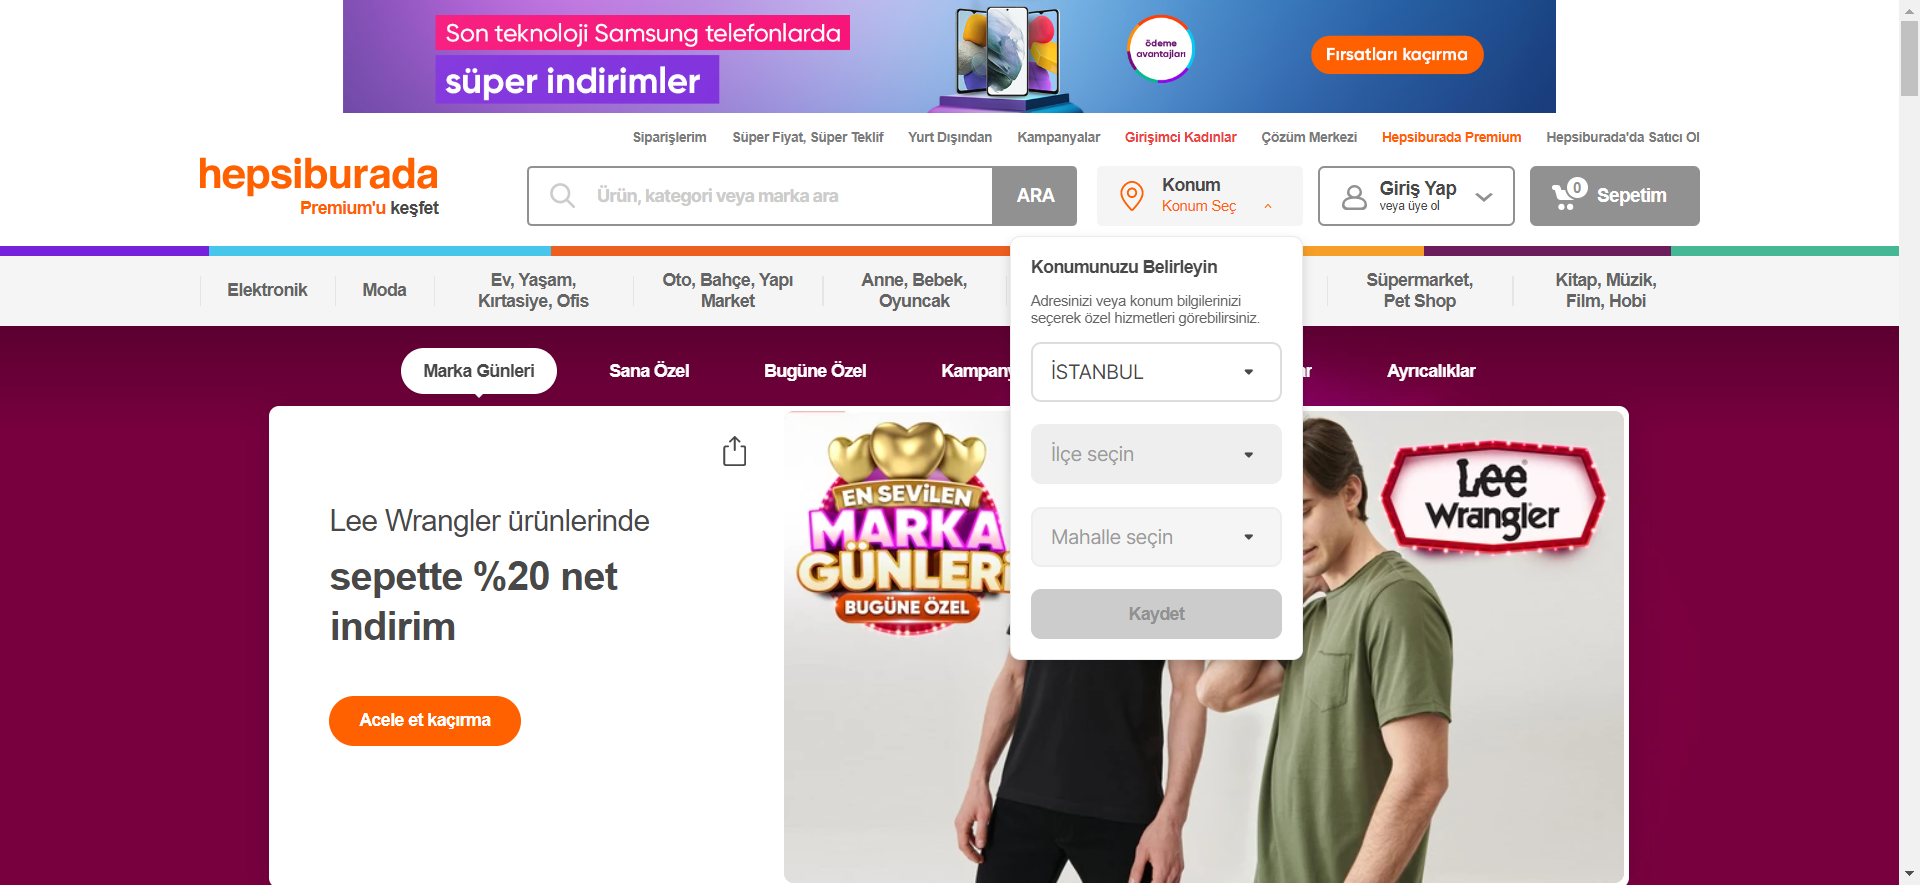 Son teknoloji Samsung telefonlarda
süper indirimler
ödeme
avantajları
Fırsatları kaçırma
Siparişlerim
Süper Fiyat, Süper Teklif
Yurt Dışından
Kampanyalar
Girişimci Kadınlar
Çözüm Merkezi
Hepsiburada Premium
Hepsiburada'da Satıcı Ol
hepsiburada
Premium'u keşfet
Ürün, kategori veya marka ara
ARA
Konum
Konum Seç
Giriş Yap
veya üye ol
0
Sepetim
Elektronik
Moda
Ev, Yaşam,
Kırtasiye, Ofis
Oto, Bahçe, Yapı
Market
Anne, Bebek,
Oyuncak
Süpermarket,
Pet Shop
Kitap, Müzik,
Film, Hobi
Konumunuzu Belirleyin
Adresinizi veya konum bilgilerinizi
seçerek özel hizmetleri görebilirsiniz.
İSTANBUL
İlçe seçin
Mahalle seçin
Kaydet
Marka Günleri
Sana Özel
Bugüne Özel
Ayrıcalıklar
Lee Wrangler ürünlerinde
sepette %20 net
indirim
Acele et kaçırma
EN SEVİLEN
MARKA
GÜNLERİ
BUGÜNE ÖZEL
Lee
Wrangler